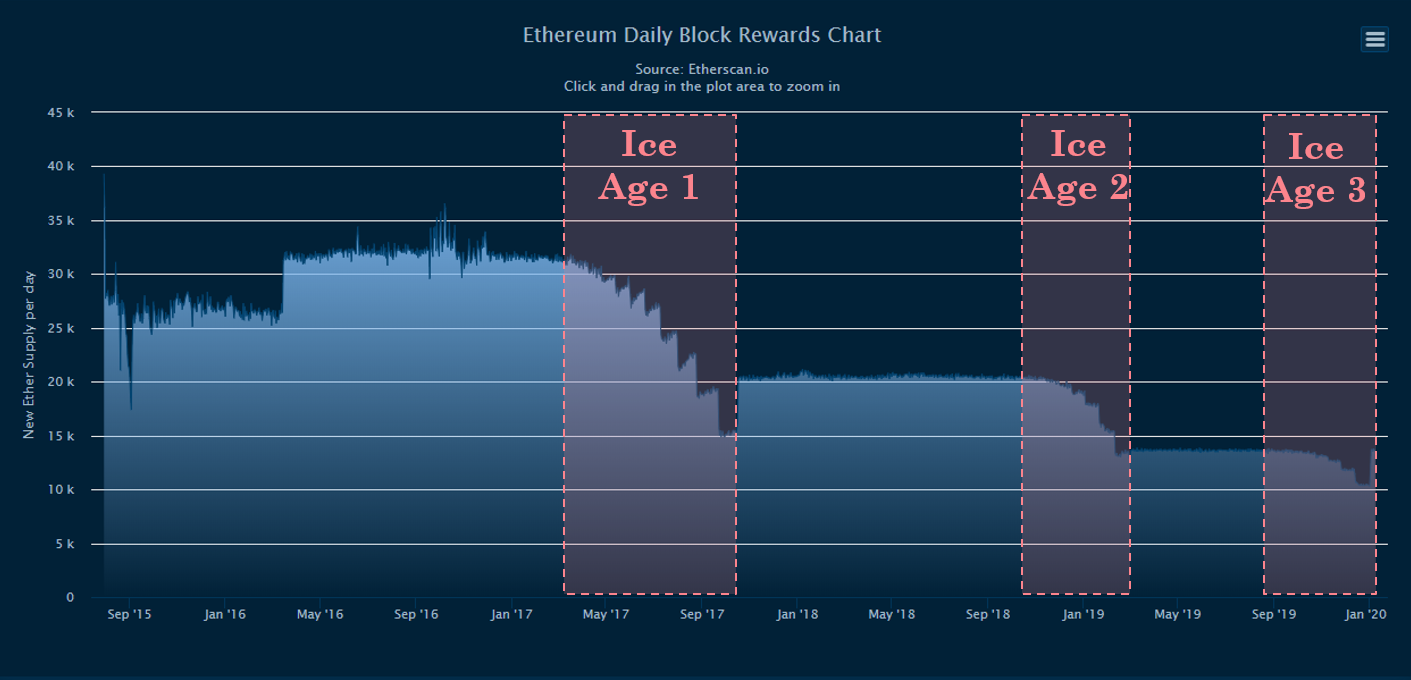 Ethereum Daily Block Rewards Chart
Source: Etherscan.io
Click and drag in the plot area to zoom in
New Ether Supply per day
45 k
40 k
35 k
30 k
25 k
20 k
15 k
10 k
5 k
0
Ice
Age 1
Ice
Age 2
Ice
Age 3
Sep '15
Jan '16
May '16
Sep '16
Jan '17
May '17
Sep '17
Jan '18
May '18
Sep '18
Jan '19
May '19
Sep '19
Jan '20